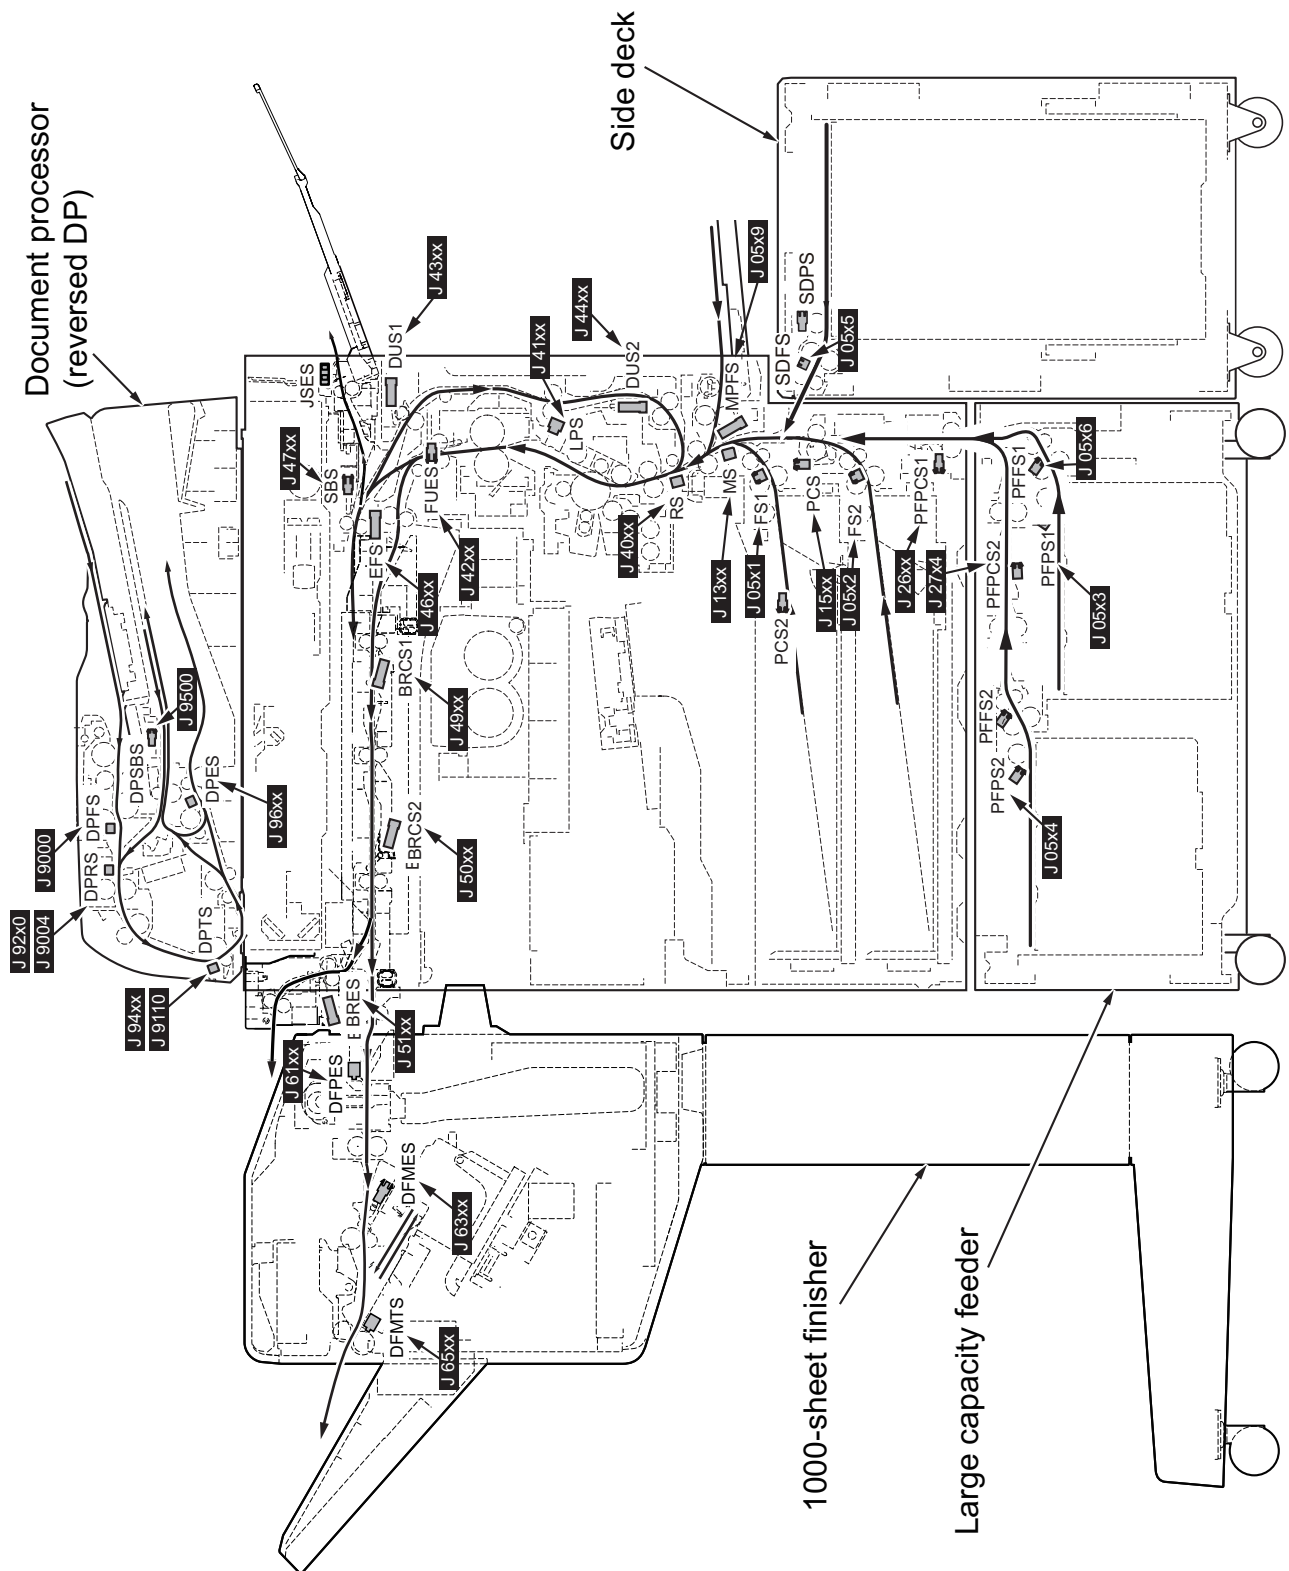 Document processor
(reversed DP)
Side deck
J 92x0
J 9004
J 9000
DPRS
DPFS
DPSBS
J 9500
DPTS
DPES
J 96xx
J 94xx
J 9110
J47xx
SBS
JSES
DUS1
J 43xx
FUES
J 42xx
EFS
J 46xx
J 41xx
LPS
J 44xx
DUS2
BRCS1
J 49xx
BRCS2
J 50xx
BRES
J 51xx
J 61xx
DFPES
DFMES
J 63xx
DFMTS
J 65xx
J 40xx
RS
MPFS
J 05x9
MS
J 13xx
FS1
J 05x1
PCS2
PCS
J 15xx
FS2
J 05x2
SDFS
SDPS
J 05x5
PFPCS1
J 26xx
J 27x4
PFPCS2
PFFS1
J 05x6
PFPS1
J 05x3
PFFS2
PFPS2
J 05x4
1000-sheet finisher
Large capacity feeder